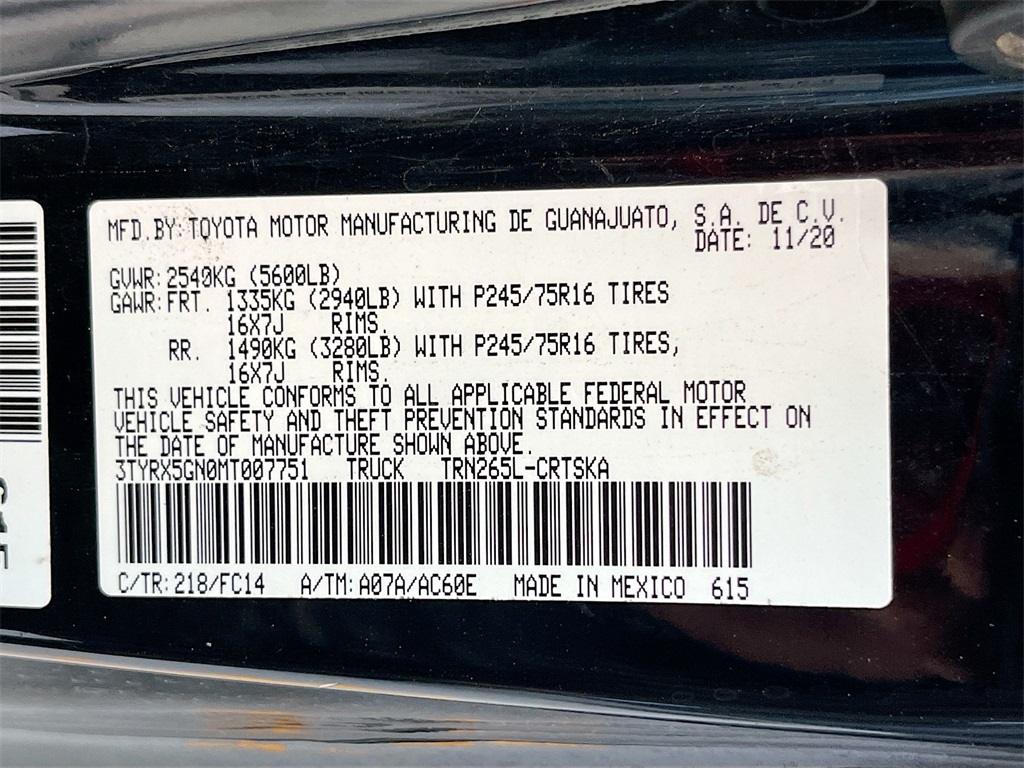 MFD.BY: TOYOTA MOTOR MANUFACTURING DE GUANAJUATO, S.A. DE C.V.
DATE: 11/20
GVWR: 2540KG (5600LB)
GAWR: FRT. 1335KG (2940LB) WITH P245/75R16 TIRES
16X7J RIMS.
RR. 1490KG (3280LB) WITH P245/75R16 TIRES,
16X7J RIMS.
THIS VEHICLE CONFORMS TO ALL APPLICABLE FEDERAL MOTOR
VEHICLE SAFETY AND THEFT PREVENTION STANDARDS IN EFFECT ON
THE DATE OF MANUFACTURE SHOWN ABOVE.
3TYRX5GN0MT007751 TRUCK TRN265L-CRTSKA
C/TR: 218/FC14 A/TM: A07A/AC60E MADE IN MEXICO 615